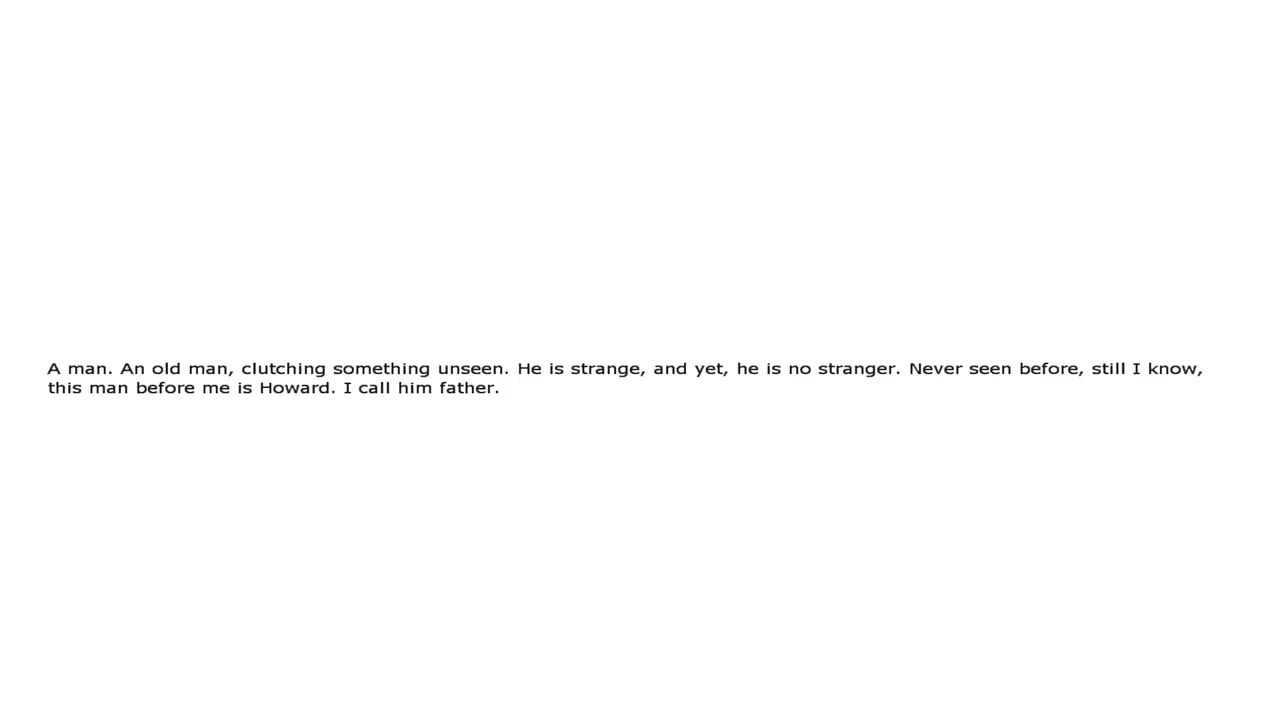 A man. An old man, clutching something unseen. He is strange, and yet, he is no stranger. Never seen before, still I know,
this man before me is Howard. I call him father.